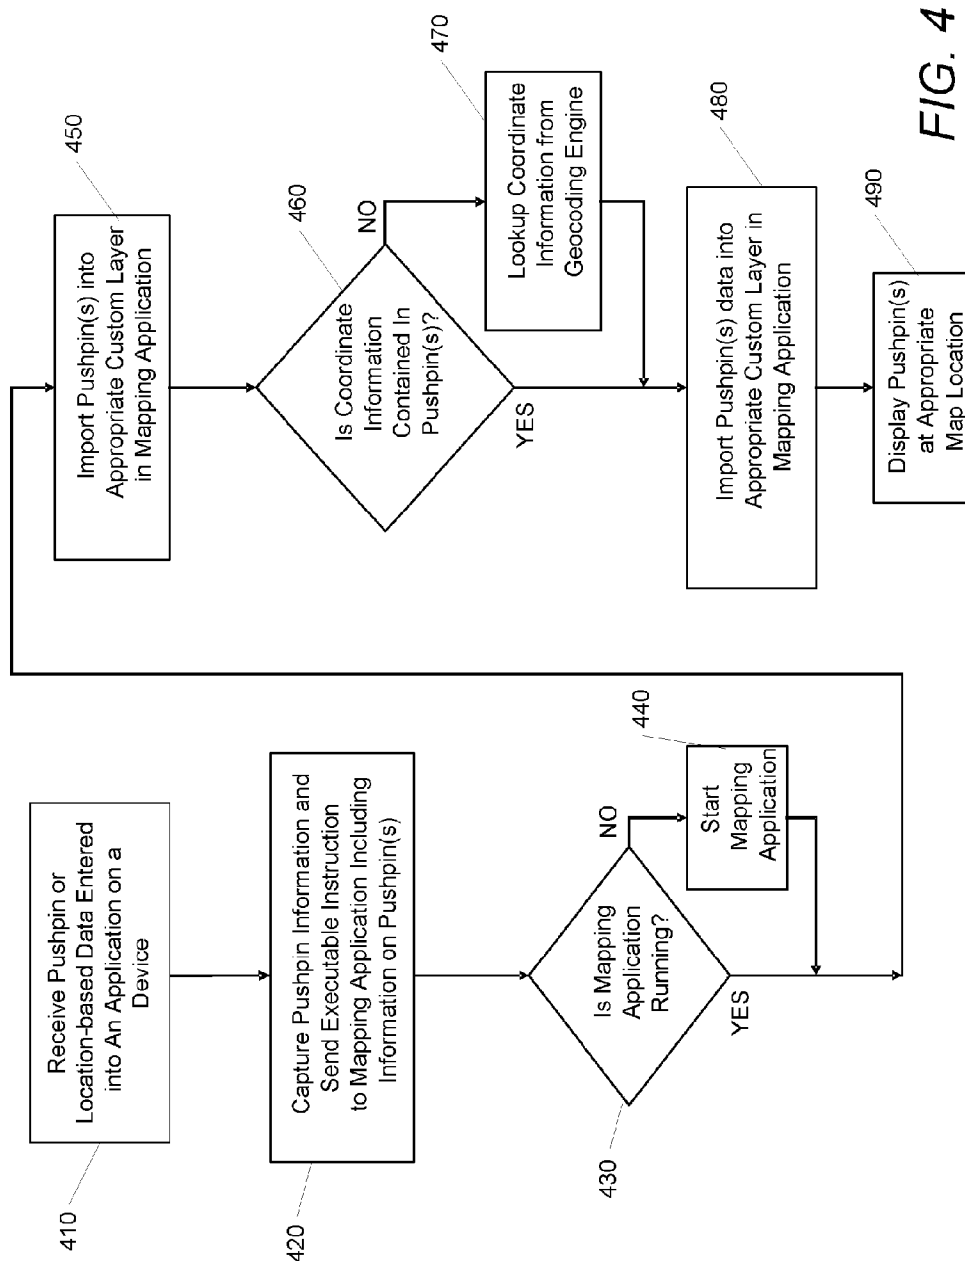 410
Receive Pushpin or
Location-based Data Entered
into An Application on a
Device
420
Capture Pushpin Information and
Send Executable Instruction
to Mapping Application Including
Information on Pushpin(s)
430
Is Mapping
Application
Running?
NO
YES
440
Start
Mapping
Application
450
Import Pushpin(s) into
Appropriate Custom Layer
in Mapping Application
460
Is Coordinate
Information
Contained In
Pushpin(s)?
NO
YES
470
Lookup Coordinate
Information from
Geocoding Engine
480
Import Pushpin(s) data into
Appropriate Custom Layer in
Mapping Application
490
Display Pushpin(s)
at Appropriate
Map Location
FIG. 4